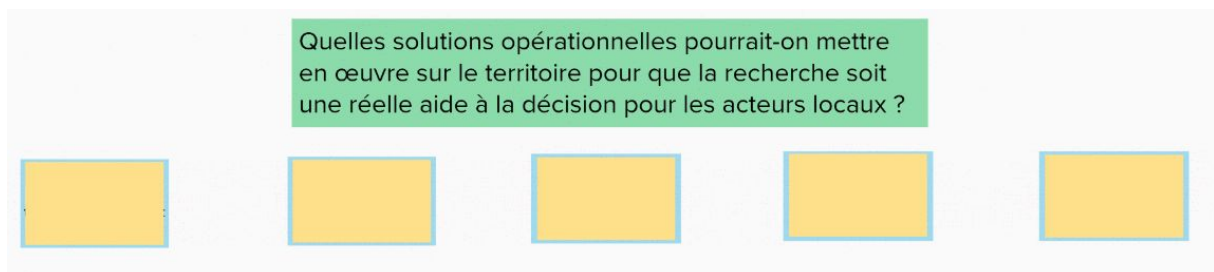 Quelles solutions opérationnelles pourrait-on mettre
en œuvre sur le territoire pour que la recherche soit
une réelle aide à la décision pour les acteurs locaux ?